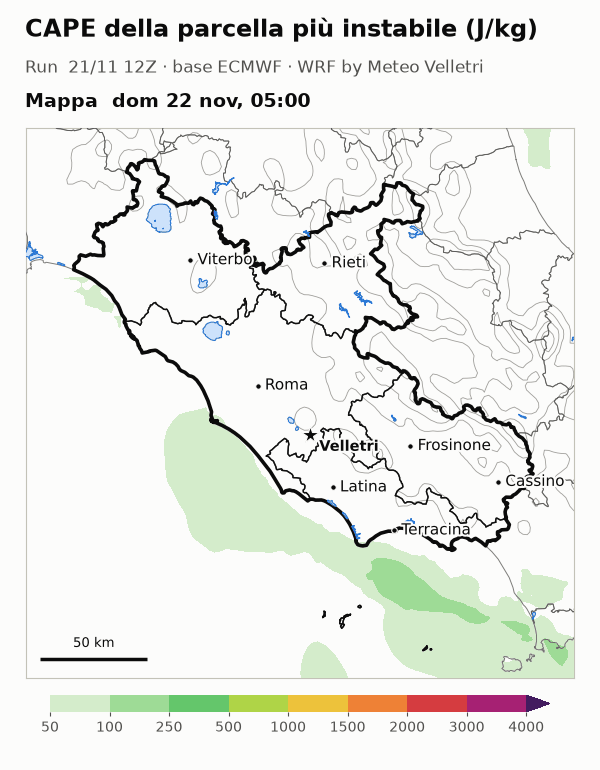 CAPE della parcella più instabile (J/kg)
Run  21/11 12Z · base ECMWF · WRF by Meteo Velletri
Mappa  dom 22 nov, 05:00
Viterbo
Rieti
Roma
Velletri
Frosinone
Cassino
Latina
Terracina
50 km
50 100 250 500 1000 1500 2000 3000 4000